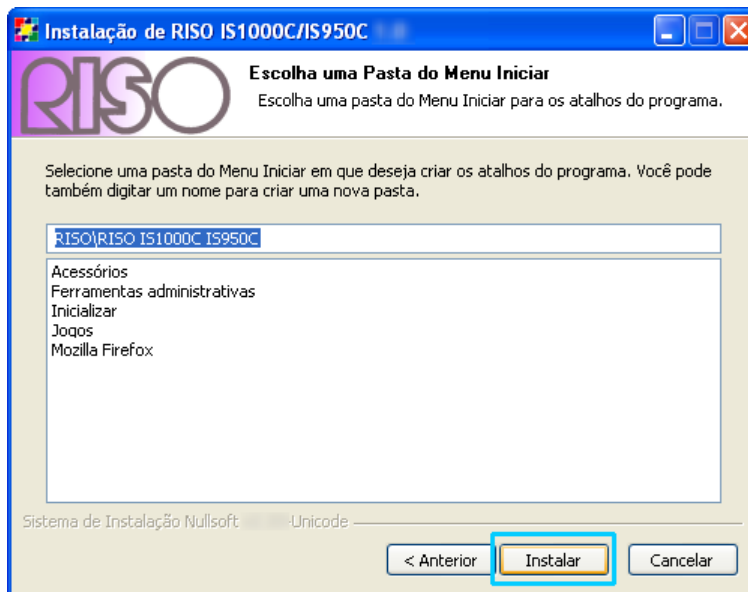 Instalação de RISO IS1000C/IS950C
RISO
Escolha uma Pasta do Menu Iniciar
Escolha uma pasta do Menu Iniciar para os atalhos do programa.
Selecione uma pasta do Menu Iniciar em que deseja criar os atalhos do programa. Você pode
também digitar um nome para criar uma nova pasta.
RISO\RISO IS1000C IS950C
Acessórios
Ferramentas administrativas
Inicializar
Jogos
Mozilla Firefox
Sistema de Instalação Nullsoft -Unicode
< Anterior
Instalar
Cancelar